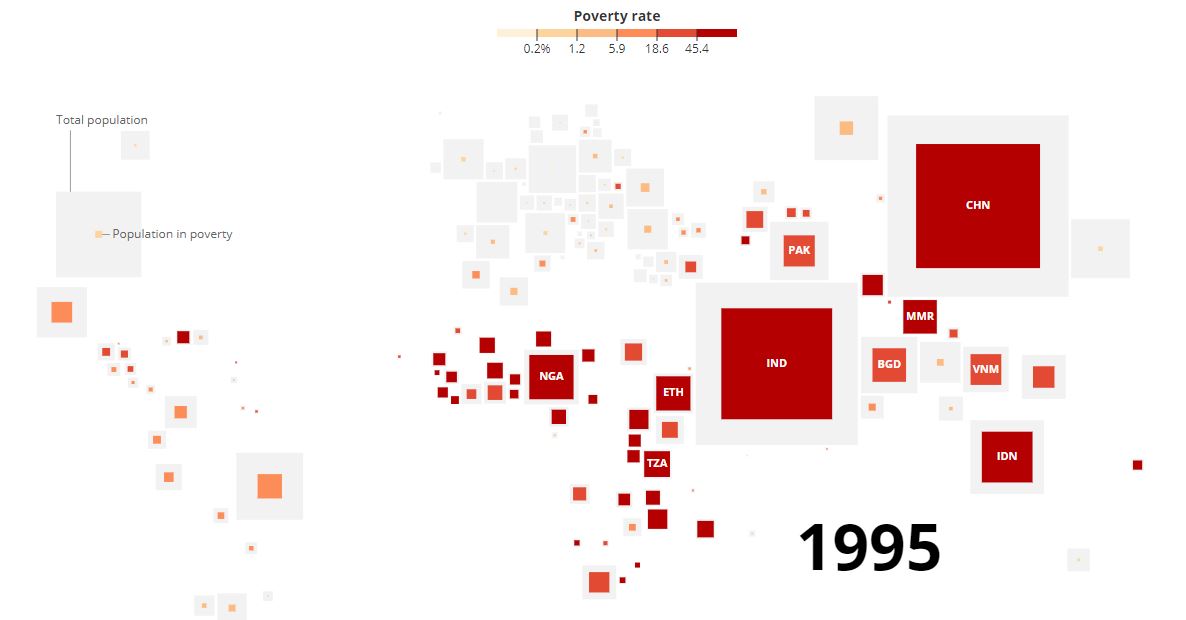 Poverty rate
0.2% 1.2 5.9 18.6 45.4
Total population
Population in poverty
CHN
PAK
MMR
IND
BGD
VNM
NGA
ETH
IDN
TZA
1995